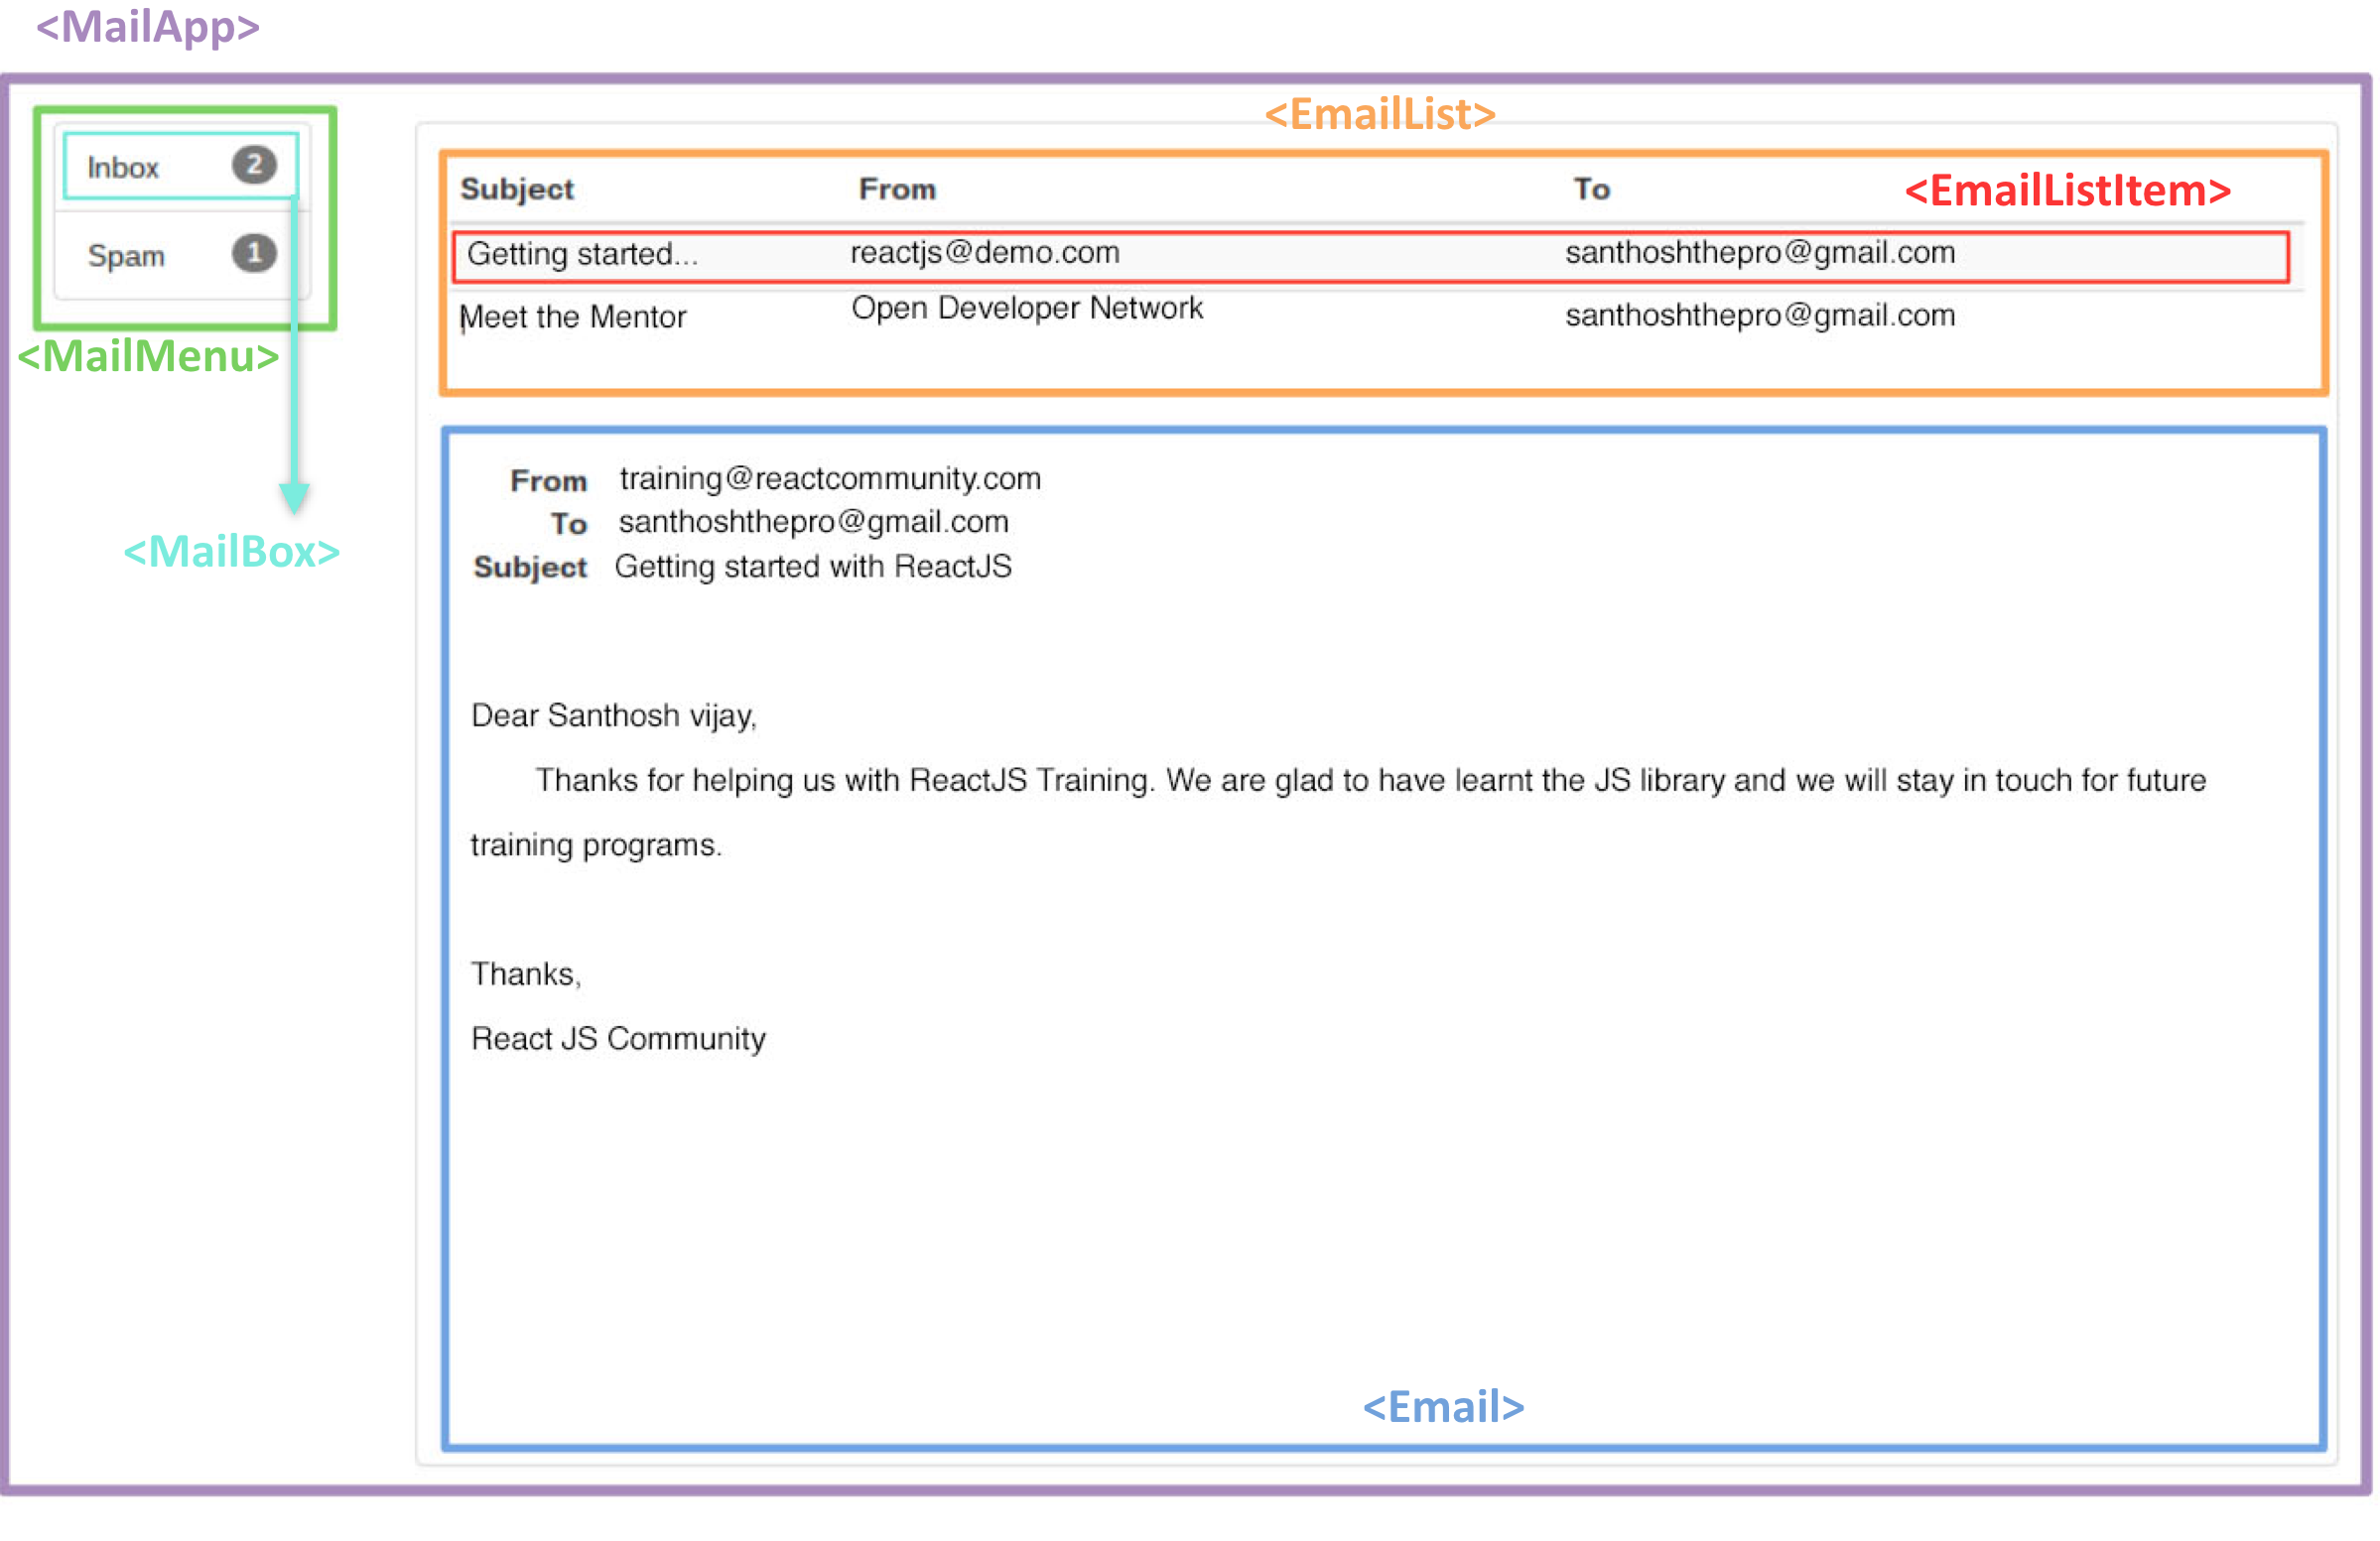 <MailApp>
Inbox 2
Spam 1
<MailMenu>
<MailBox>
<EmailList>
Subject From To <EmailListItem>
Getting started... reactjs@demo.com santhoshthepro@gmail.com
Meet the Mentor Open Developer Network santhoshthepro@gmail.com
From training@reactcommunity.com
To santhoshthepro@gmail.com
Subject Getting started with ReactJS
Dear Santhosh vijay,
Thanks for helping us with ReactJS Training. We are glad to have learnt the JS library and we will stay in touch for future
training programs.
Thanks,
React JS Community
<Email>